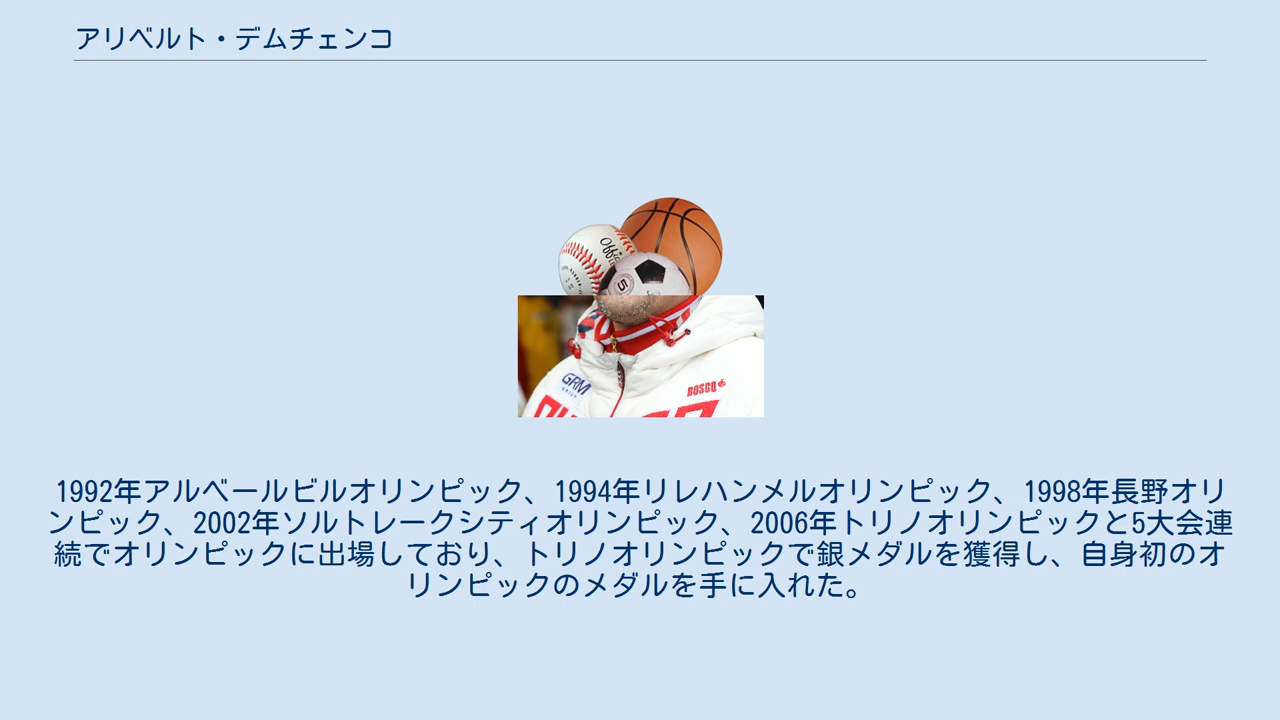 アリベルト・デムチェンコ
Offic
5
GRM
BOSCO
1992年アルベールビルオリンピック、1994年リレハンメルオリンピック、1998年長野オリ
ンピック、2002年ソルトレークシティオリンピック、2006年トリノオリンピックと5大会連
続でオリンピックに出場しており、トリノオリンピックで銀メダルを獲得し、自身初のオ
リンピックのメダルを手に入れた。